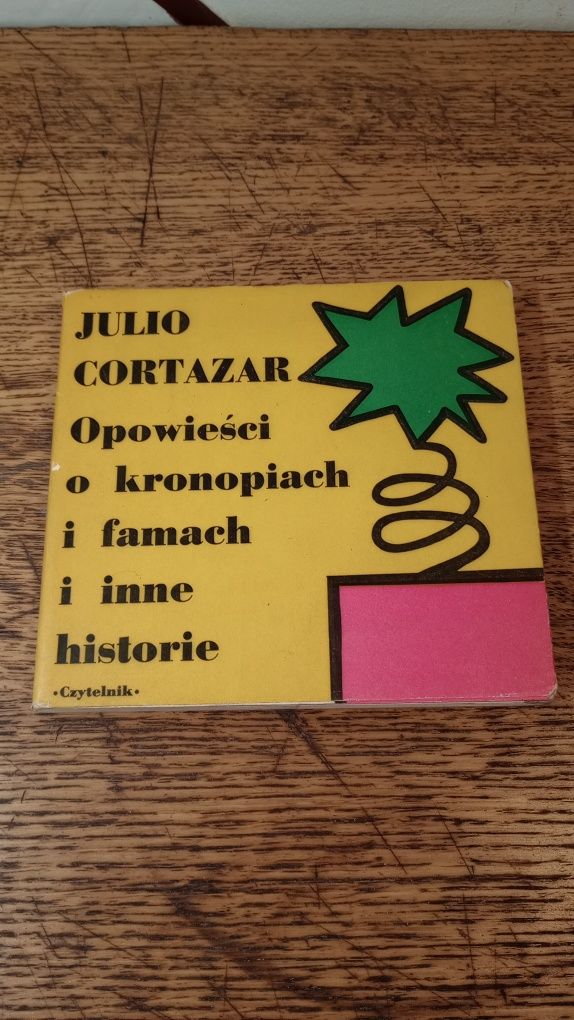 JULIO
CORTAZAR
Opowieści
o kronopiach
i famach
i inne
historie
•Czytelnik•